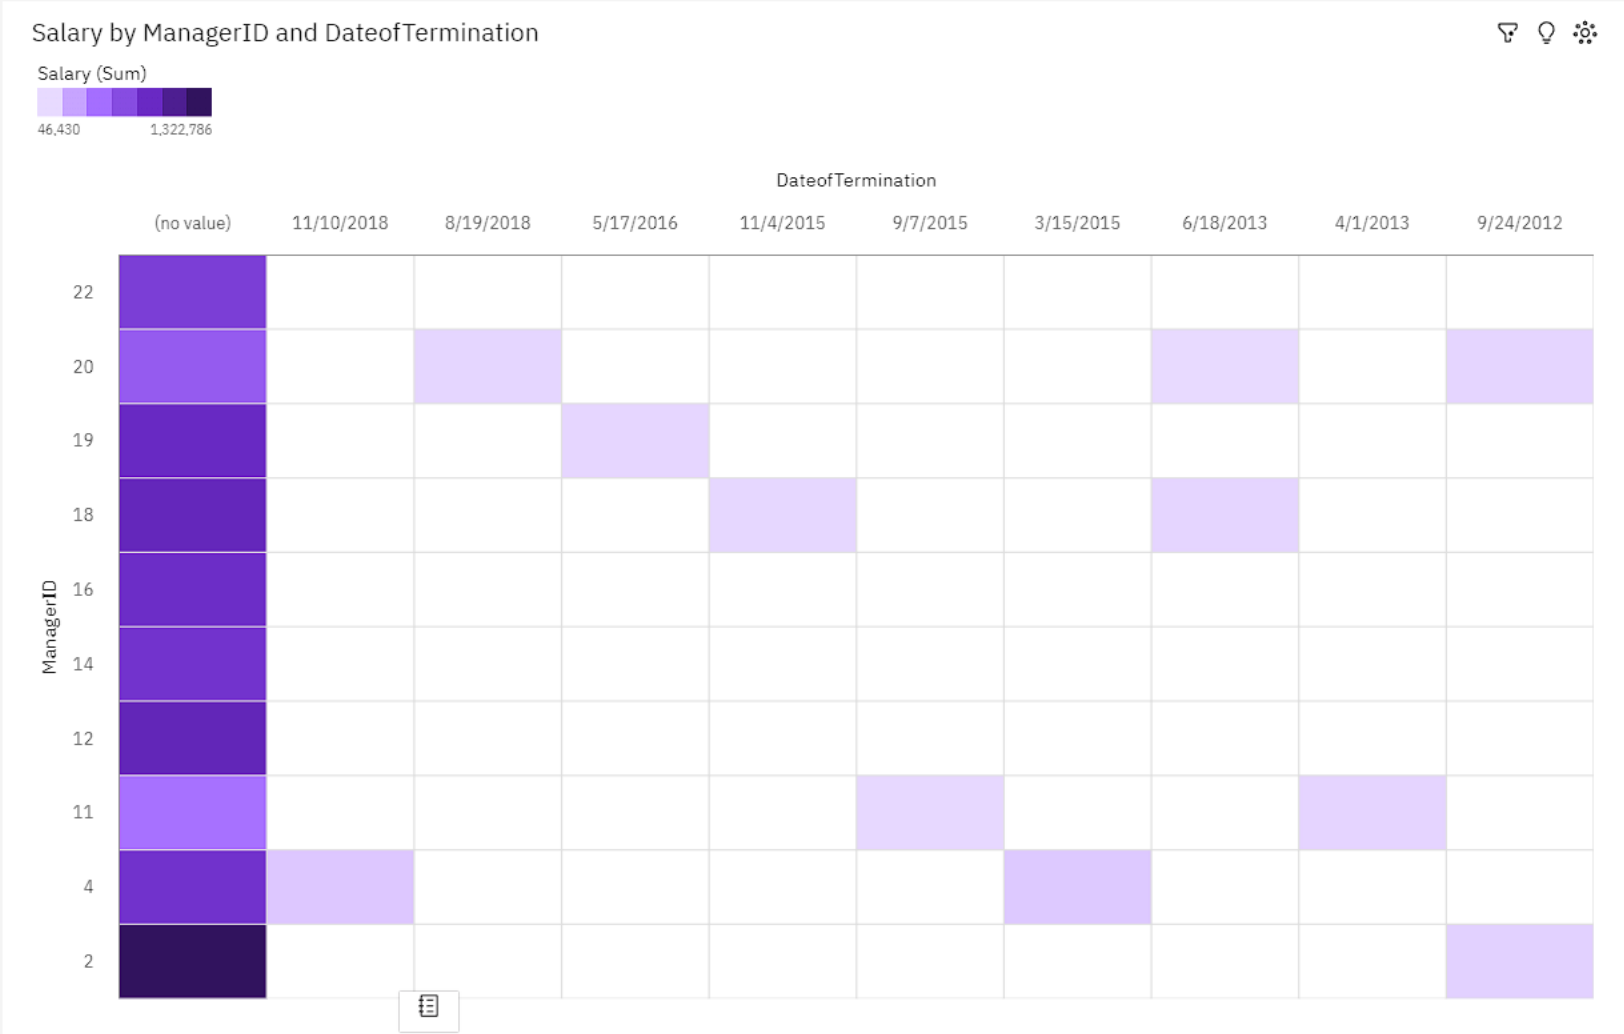 Salary by ManagerID and DateofTermination
Salary (Sum)
46,430 1,322,786
DateofTermination
(no value) 11/10/2018 8/19/2018 5/17/2016 11/4/2015 9/7/2015 3/15/2015 6/18/2013 4/1/2013 9/24/2012
ManagerID
22
20
19
18
16
14
12
11
4
2